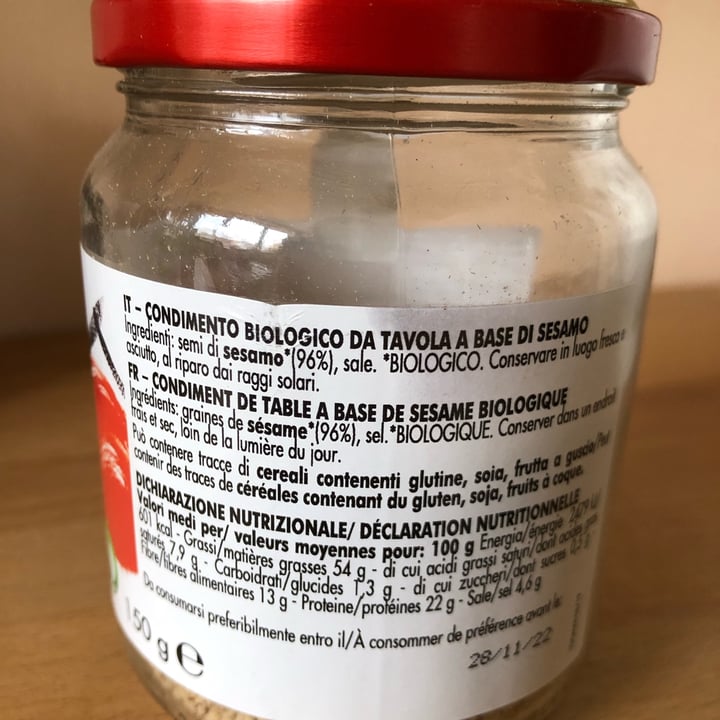 IT – CONDIMENTO BIOLOGICO DA TAVOLA A BASE DI SESAMO
Ingredienti: semi di sesamo*(96%), sale. *BIOLOGICO. Conservare in luogo fresco e
asciutto, al riparo dai raggi solari.
FR – CONDIMENT DE TABLE A BASE DE SESAME BIOLOGIQUE
Ingrédients: graines de sésame*(96%), sel.*BIOLOGIQUE. Conserver dans un endroit
frais et sec, loin de la lumière du jour.
Può contenere tracce di cereali contenenti glutine, soia, frutta a guscio/Peut
contenir des traces de céréales contenant du gluten, soja, fruits à coque.
DICHIARAZIONE NUTRIZIONALE/ DÉCLARATION NUTRITIONNELLE
Valori medi per/ valeurs moyennes pour: 100 g Energia/énergie
601 kcal - Grassi/matières grasses 54 g - di cui acidi grassi saturi/dont acides gras
saturés 7,9 g - Carboidrati/glucides 1,3 g - di cui zuccheri/dont sucres 0,5 g
Fibre/fibres alimentaires 13 g - Proteine/protéines 22 g - Sale/sel 4,6 g
Da consumarsi preferibilmente entro il/À consommer de préférence avant le:
150 g e
28/11/22